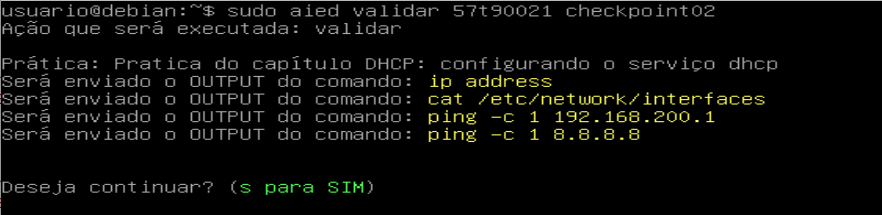 usuario@debian:~$ sudo aied validar 57t90021 checkpoint02
Ação que será executada: validar
Prática: Pratica do capítulo DHCP: configurando o serviço dhcp
Será enviado o OUTPUT do comando: ip address
Será enviado o OUTPUT do comando: cat /etc/network/interfaces
Será enviado o OUTPUT do comando: ping -c 1 192.168.200.1
Será enviado o OUTPUT do comando: ping -c 1 8.8.8.8
Deseja continuar? (s para SIM)